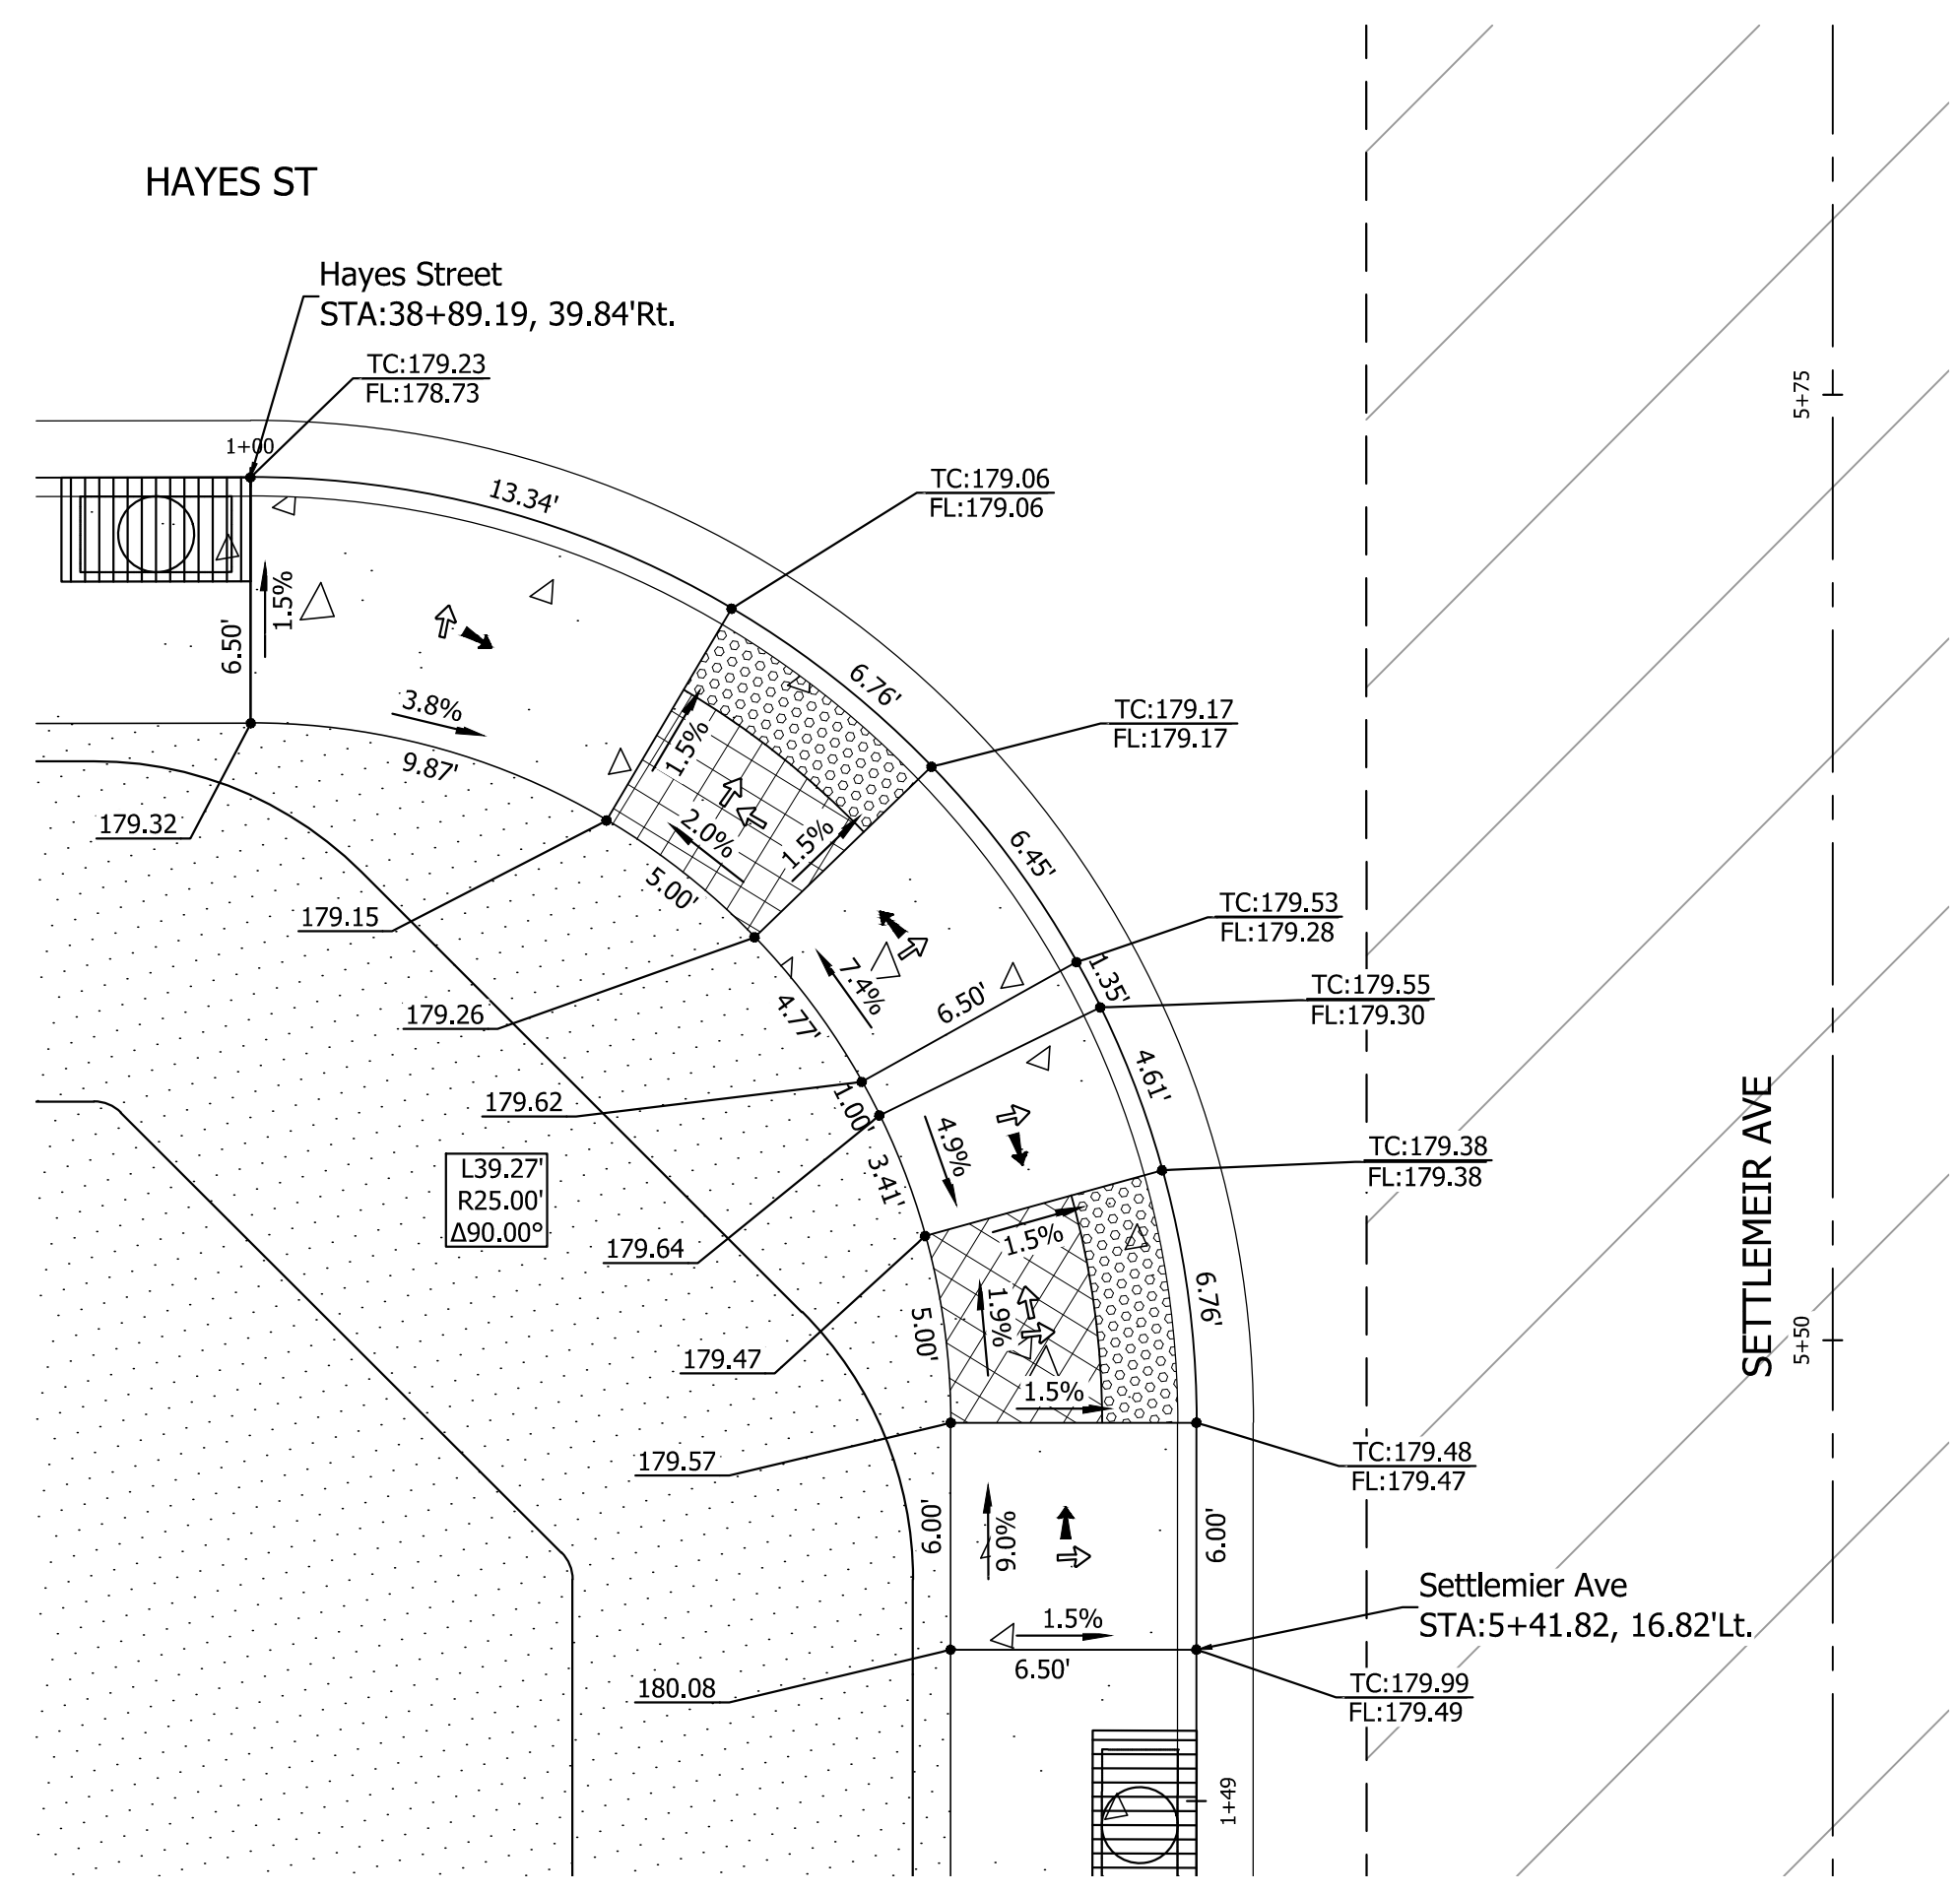 HAYES ST
Hayes Street
STA:38+89.19, 39.84'Rt.
TC:179.23
FL:178.73
1+00
5+75
13.34'
TC:179.06
FL:179.06
1.5%
6.50'
6.76'
3.8%
9.87'
TC:179.17
FL:179.17
1.5%
2.0%
1.5%
179.32
5.00'
6.45'
179.15
TC:179.53
FL:179.28
7.4%
6.50'
1.35'
TC:179.55
FL:179.30
179.26
4.77'
4.61'
179.62
1.00'
4.9%
TC:179.38
FL:179.38
SETTLEMEIR AVE
L39.27'
R25.00'
Δ90.00°
3.41'
179.64
1.5%
1.9%
6.76'
5.00'
5+50
179.47
1.5%
179.57
TC:179.48
FL:179.47
6.00'
9.0%
6.00'
Settlemier Ave
STA:5+41.82, 16.82'Lt.
1.5%
6.50'
180.08
TC:179.99
FL:179.49
1+49